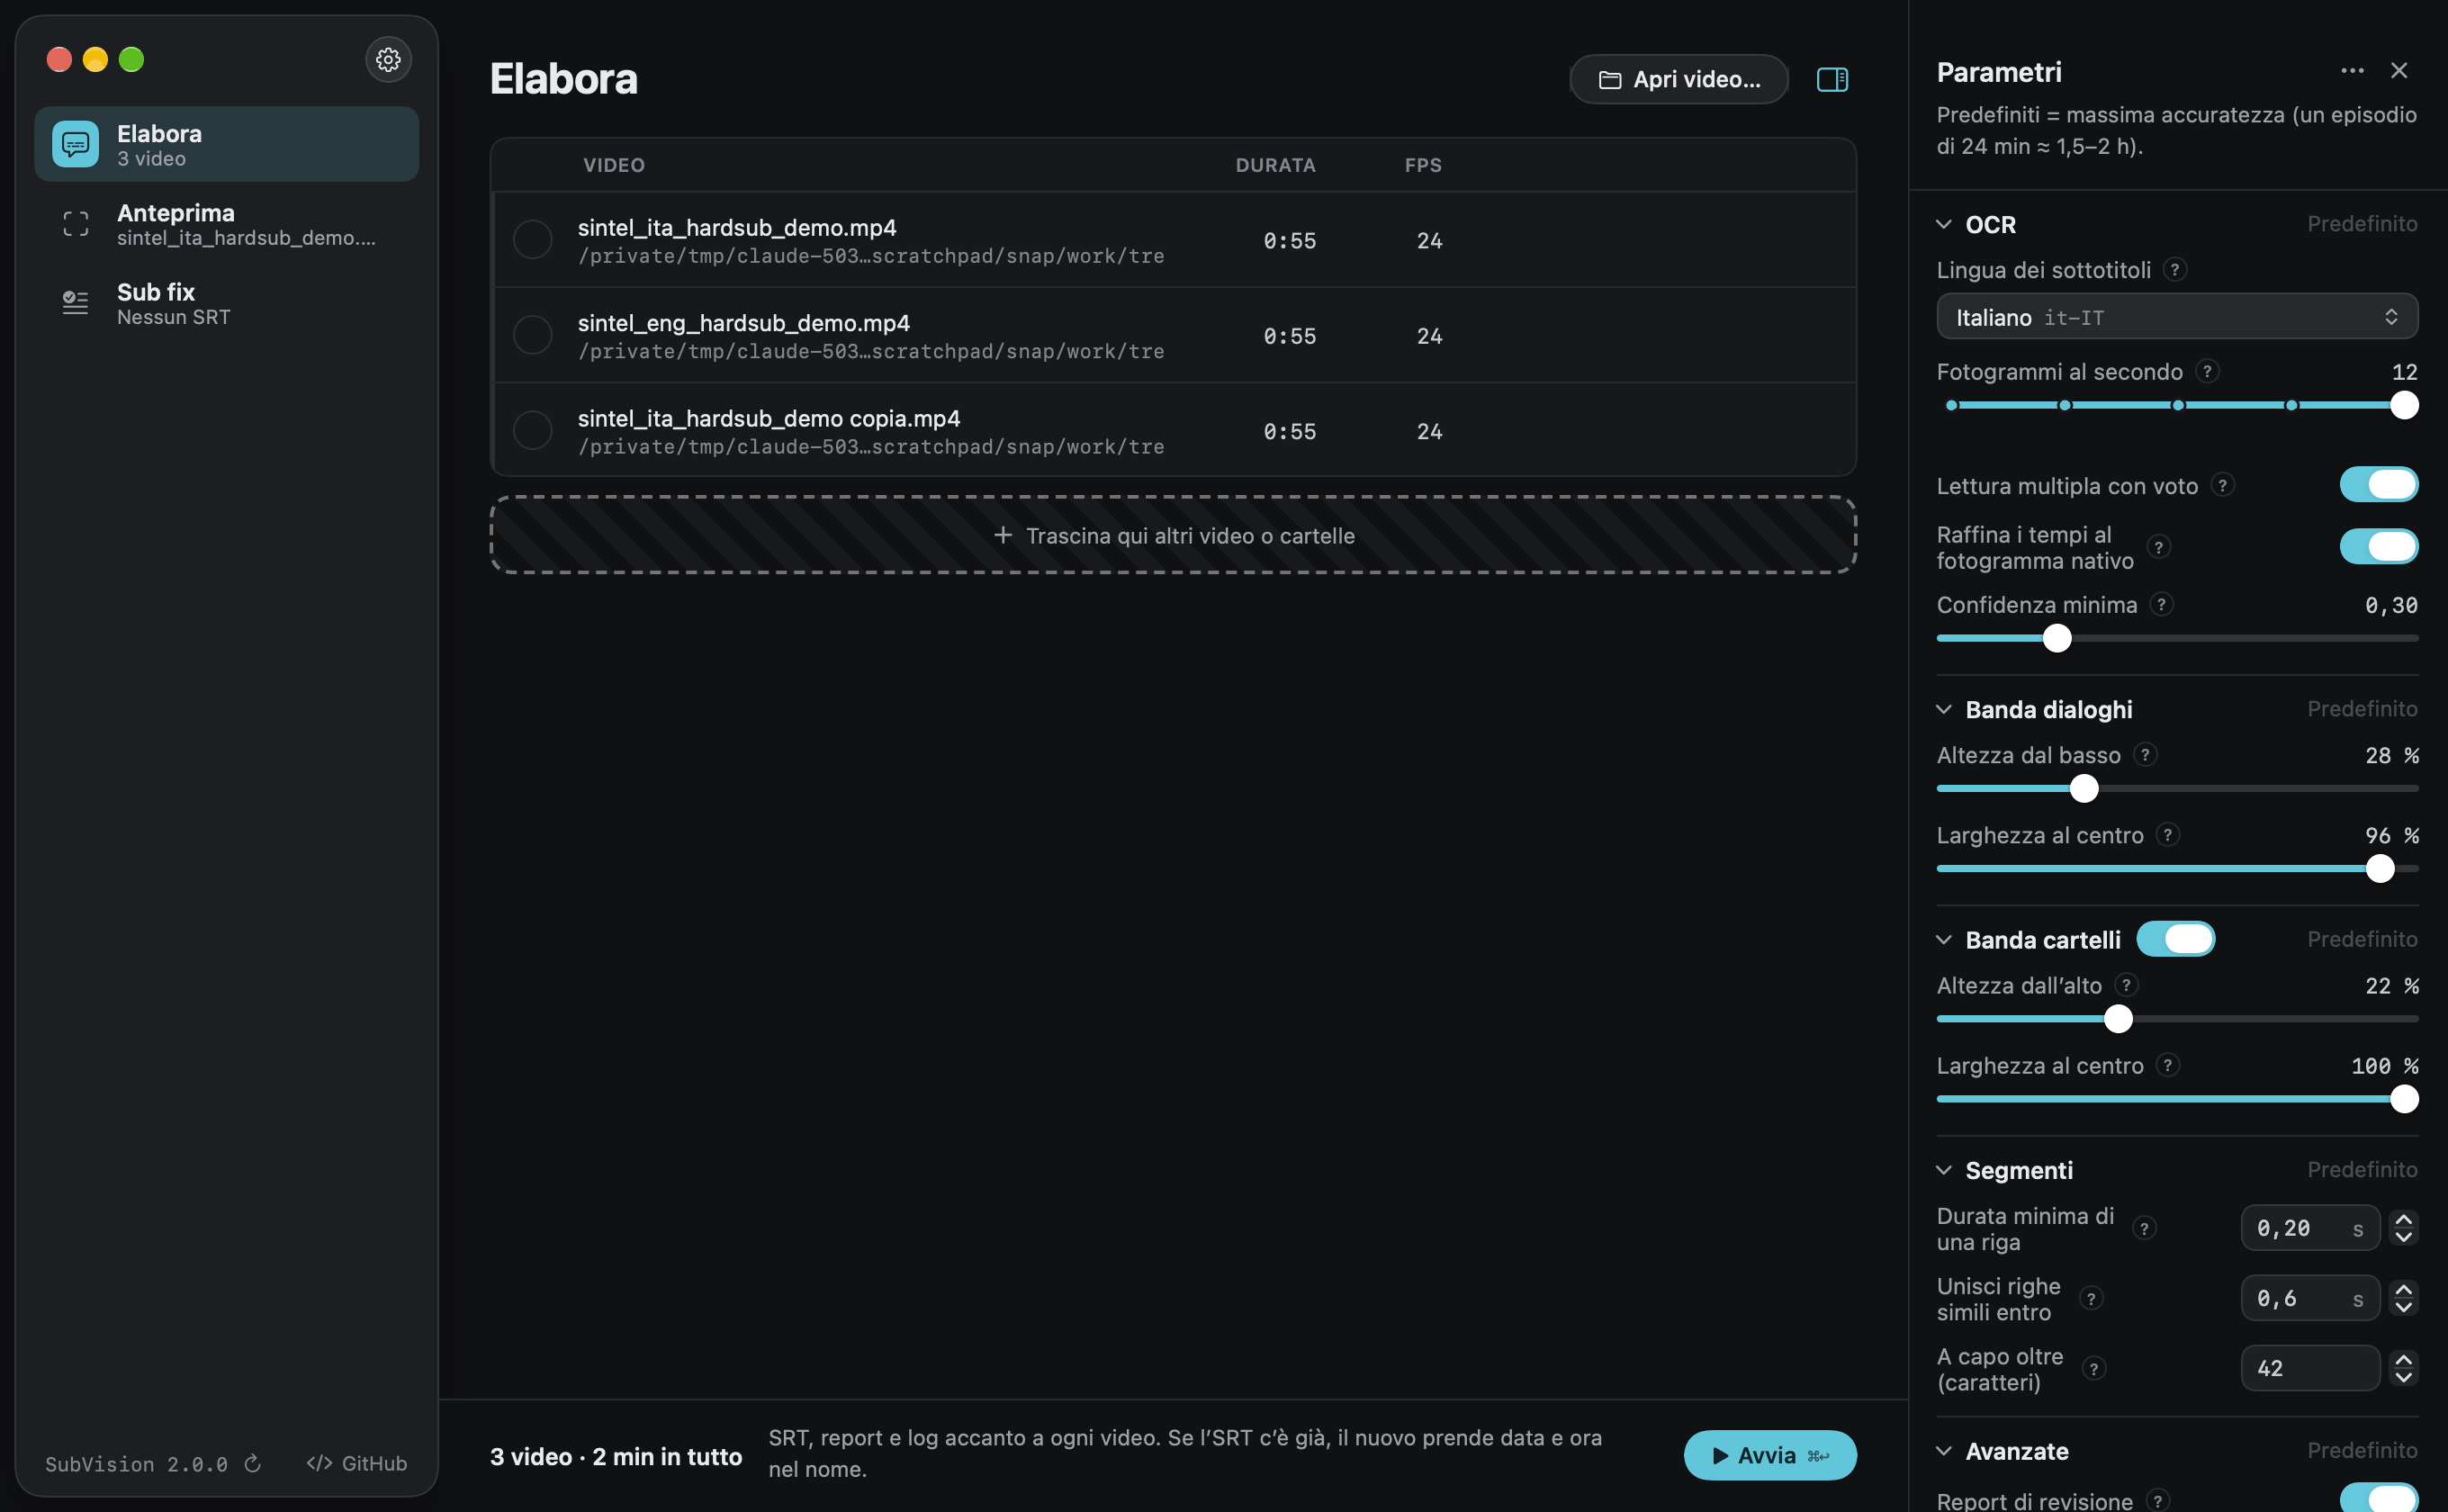 Elabora
3 video
Anteprima
sintel_ita_hardsub_demo.…
Sub fix
Nessun SRT
SubVision 2.0.0
</> GitHub
Elabora
Apri video…
VIDEO DURATA FPS
sintel_ita_hardsub_demo.mp4 0:55 24
/private/tmp/claude-503…scratchpad/snap/work/tre
sintel_eng_hardsub_demo.mp4 0:55 24
/private/tmp/claude-503…scratchpad/snap/work/tre
sintel_ita_hardsub_demo copia.mp4 0:55 24
/private/tmp/claude-503…scratchpad/snap/work/tre
+ Trascina qui altri video o cartelle
3 video · 2 min in tutto
SRT, report e log accanto a ogni video. Se l’SRT c’è già, il nuovo prende data e ora
nel nome.
Avvia ⌘↩
Parametri
Predefiniti = massima accuratezza (un episodio
di 24 min ≈ 1,5–2 h).
OCR Predefinito
Lingua dei sottotitoli ?
Italiano it-IT
Fotogrammi al secondo ? 12
Lettura multipla con voto ?
Raffina i tempi al
fotogramma nativo ?
Confidenza minima ? 0,30
Banda dialoghi Predefinito
Altezza dal basso ? 28 %
Larghezza al centro ? 96 %
Banda cartelli Predefinito
Altezza dall’alto ? 22 %
Larghezza al centro ? 100 %
Segmenti Predefinito
Durata minima di
una riga ? 0,20 s
Unisci righe
simili entro ? 0,6 s
A capo oltre
(caratteri) ? 42
Avanzate Predefinito
Report di revisione ?